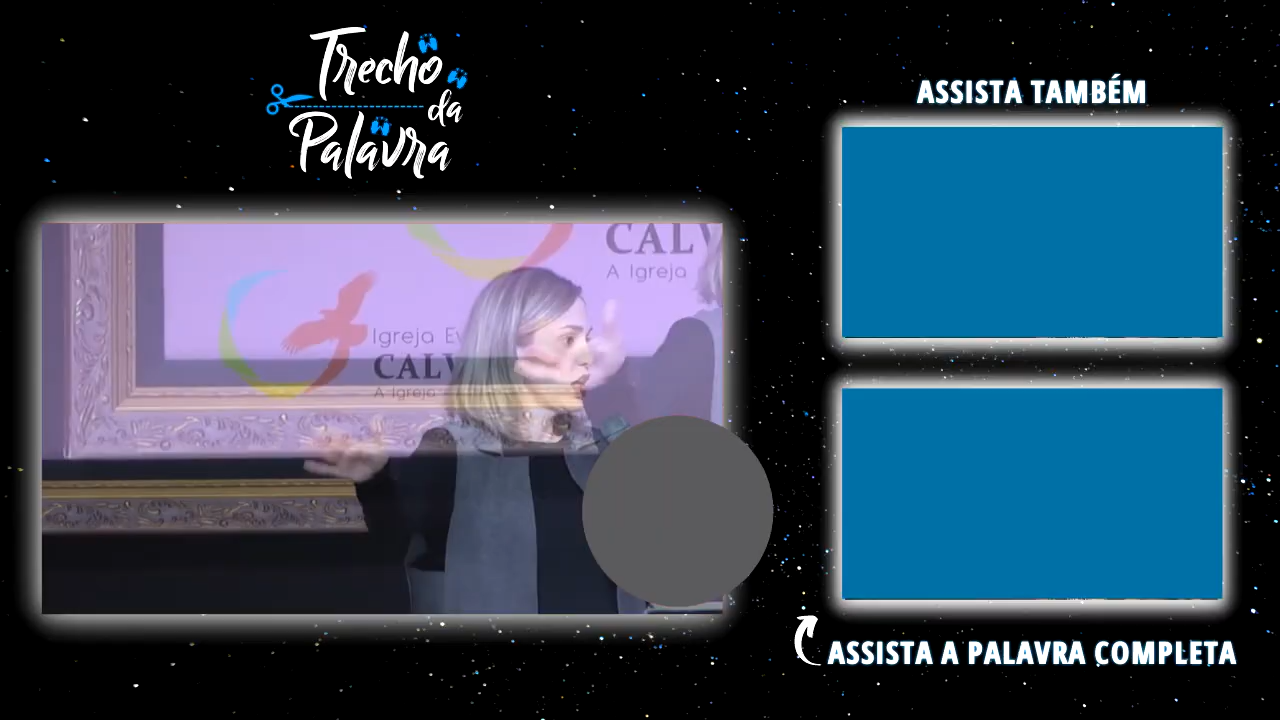 Trecho
da
Palavra
ASSISTA TAMBÉM
CALV
A Igreja
Igreja Ev
CALV
A Igreja
ASSISTA A PALAVRA COMPLETA